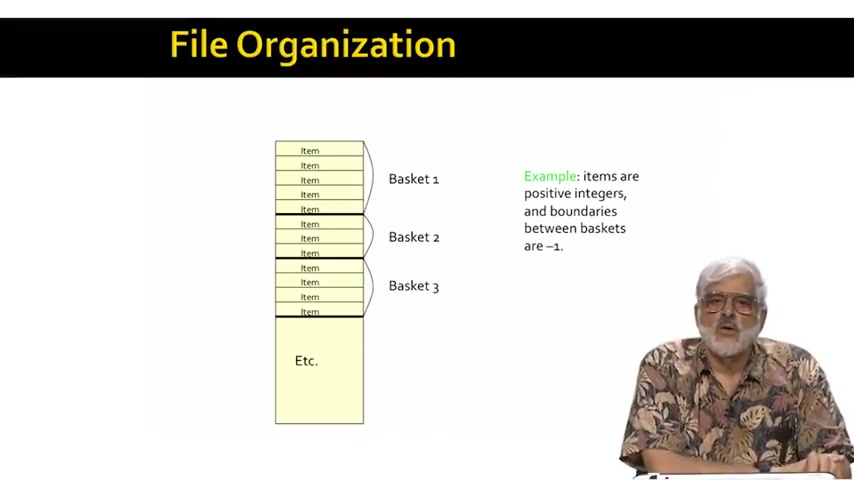 File Organization
Item
Item
Item
Item
Item
Basket 1
Item
Item
Item
Basket 2
Item
Item
Item
Item
Basket 3
Etc.
Example: items are
positive integers,
and boundaries
between baskets
are –1.